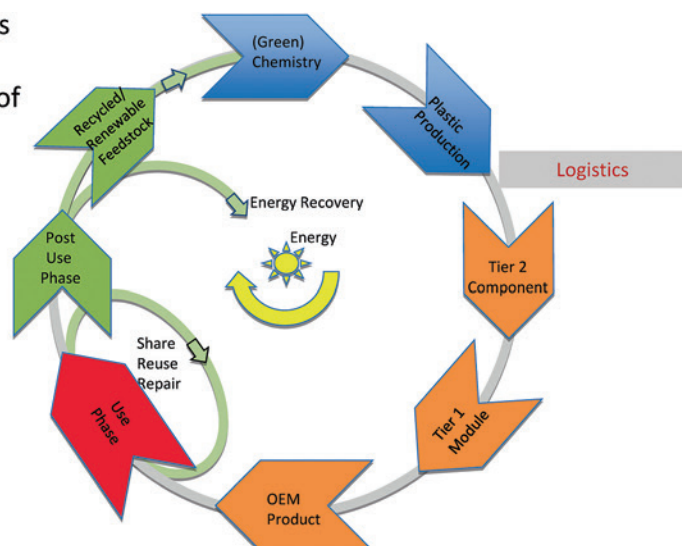 s
of
(Green)
Chemistry
Plastic
Production
Logistics
Tier 2
Component
Tier 1
Module
OEM
Product
Use
Phase
Share
Reuse
Repair
Post
Use
Phase
Recycled/
Renewable
Feedstock
Energy Recovery
Energy